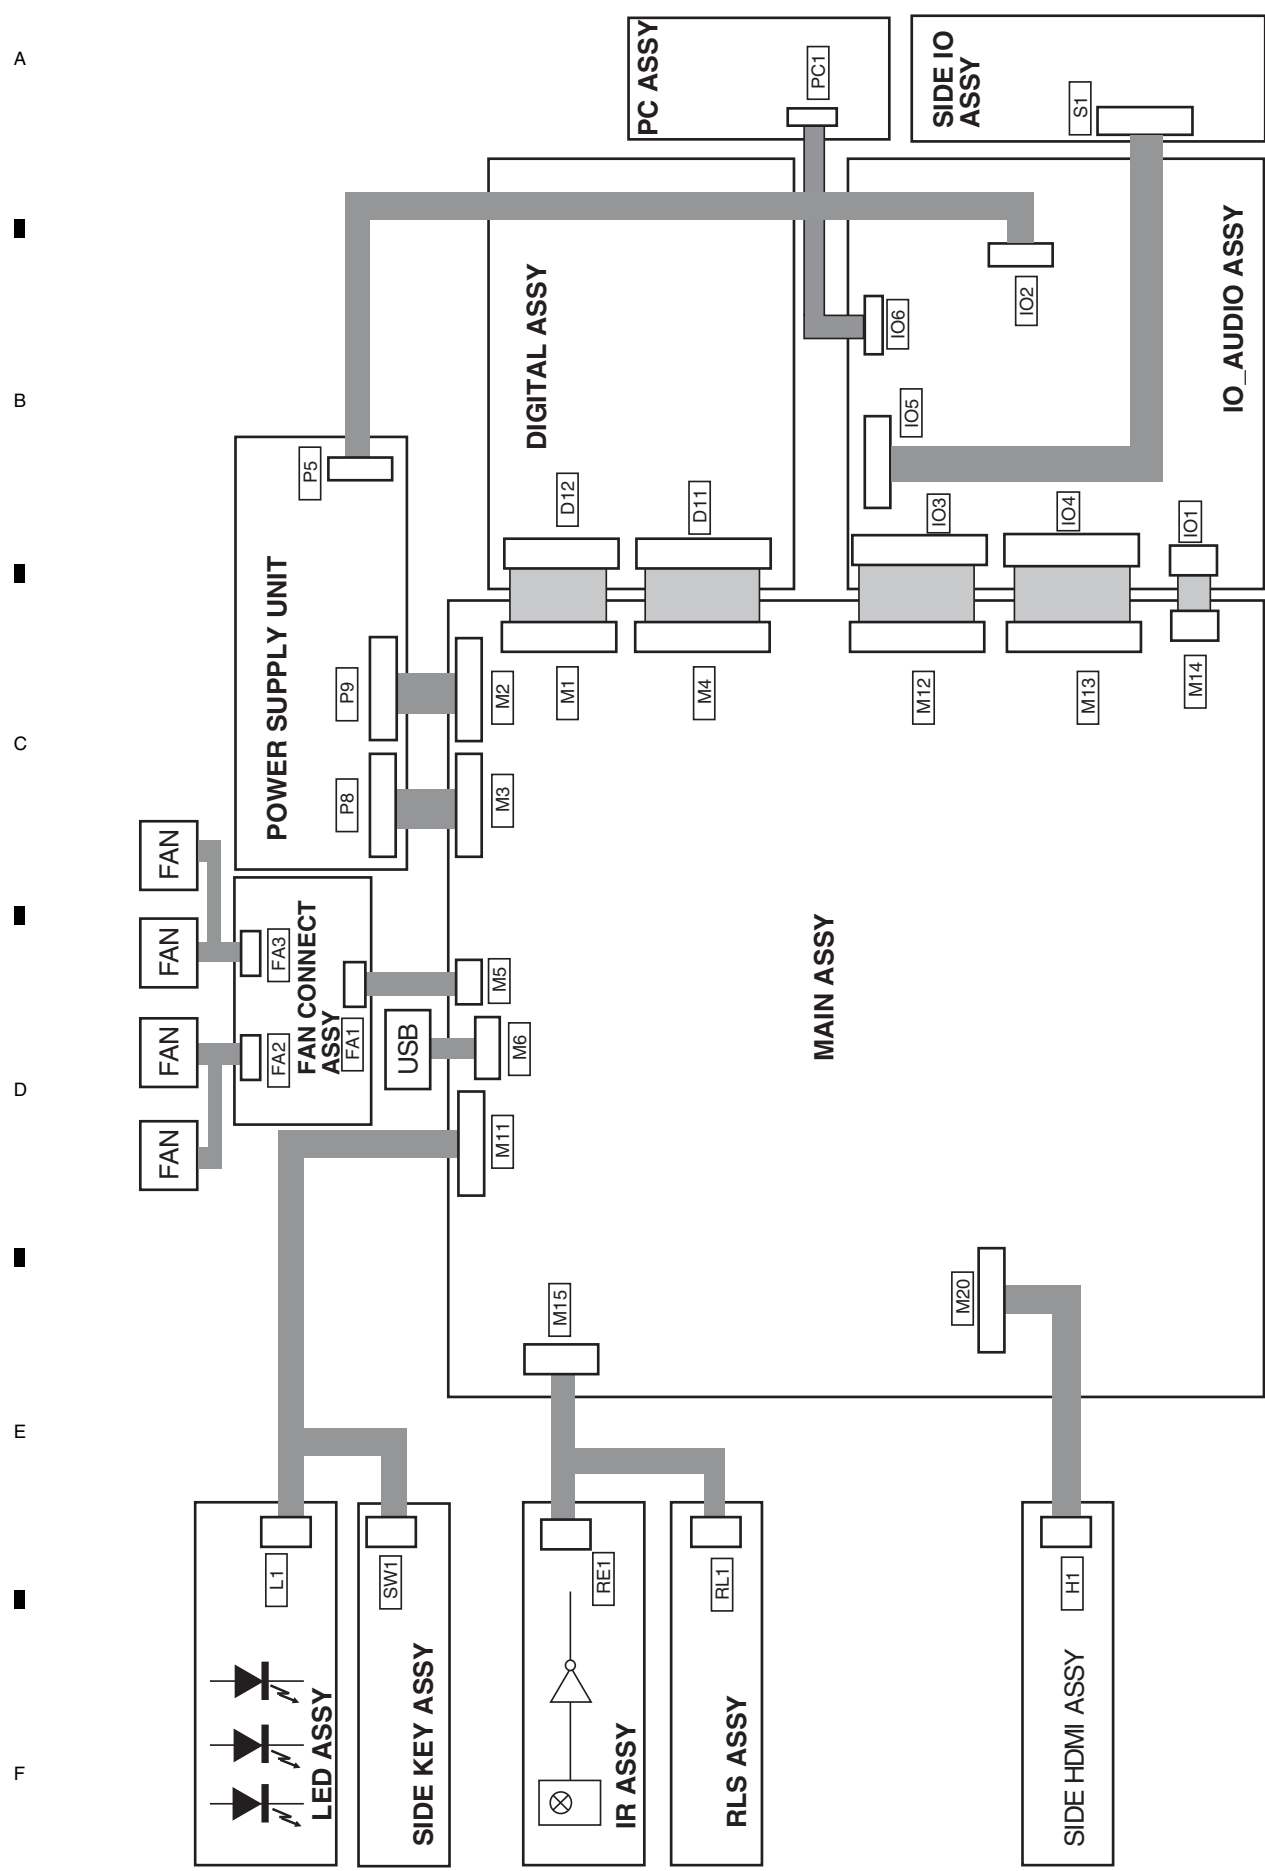 A
B
C
D
E
F
PC ASSY
PC1
SIDE IO
ASSY
S1
DIGITAL ASSY
D12
D11
IO_AUDIO ASSY
IO2
IO6
IO5
IO3
IO4
IO1
POWER SUPPLY UNIT
P5
P9
P8
M2
M3
M1
M4
M12
M13
M14
FAN
FAN
FAN
FAN
FAN CONNECT
ASSY
FA3
FA2
FA1
USB
M5
M6
M11
MAIN ASSY
M15
M20
LED ASSY
L1
SIDE KEY ASSY
SW1
IR ASSY
RE1
RLS ASSY
RL1
SIDE HDMI ASSY
H1